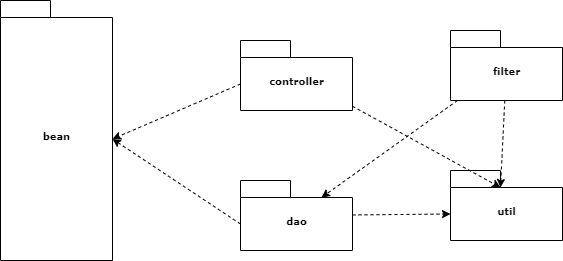 bean
controller
filter
dao
util